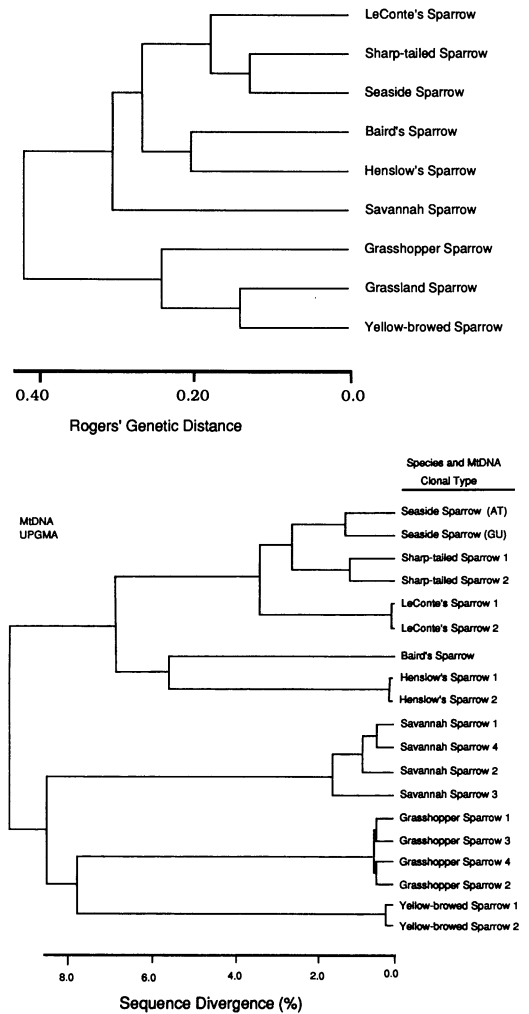 LeConte's Sparrow
Sharp-tailed Sparrow
Seaside Sparrow
Baird's Sparrow
Henslow's Sparrow
Savannah Sparrow
Grasshopper Sparrow
Grassland Sparrow
Yellow-browed Sparrow
0.40 0.20 0.0
Rogers' Genetic Distance
Species and MtDNA
Clonal Type
MtDNA
UPGMA
Seaside Sparrow (AT)
Seaside Sparrow (GU)
Sharp-tailed Sparrow 1
Sharp-tailed Sparrow 2
LeConte's Sparrow 1
LeConte's Sparrow 2
Baird's Sparrow
Henslow's Sparrow 1
Henslow's Sparrow 2
Savannah Sparrow 1
Savannah Sparrow 4
Savannah Sparrow 2
Savannah Sparrow 3
Grasshopper Sparrow 1
Grasshopper Sparrow 3
Grasshopper Sparrow 4
Grasshopper Sparrow 2
Yellow-browed Sparrow 1
Yellow-browed Sparrow 2
8.0 6.0 4.0 2.0 0.0
Sequence Divergence (%)